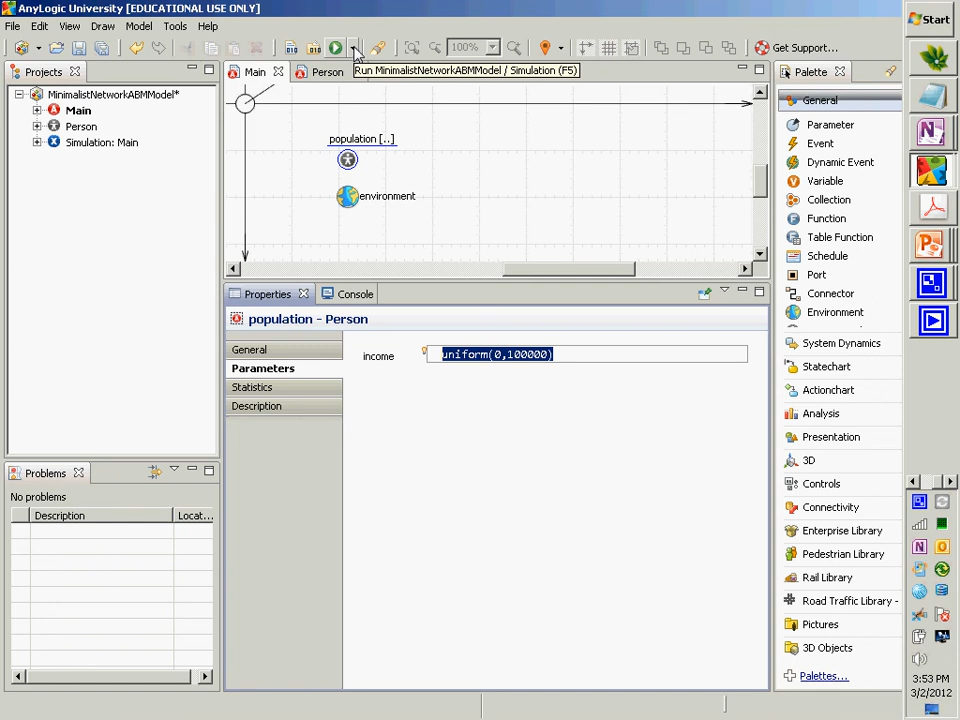 AnyLogic University [EDUCATIONAL USE ONLY]
File Edit View Draw Model Tools Help
100% Get Support...
Run MinimalistNetworkABMModel / Simulation (F5)
Projects
MinimalistNetworkABMModel*
Main
Person
Simulation: Main
Main Person
population [..]
environment
Properties Console
population - Person
General
Parameters
Statistics
Description
income uniform(0,100000)
Problems
No problems
Description Locat...
Palette
General
Parameter
Event
Dynamic Event
Variable
Collection
Function
Table Function
Schedule
Port
Connector
Environment
System Dynamics
Statechart
Actionchart
Analysis
Presentation
3D
Controls
Connectivity
Enterprise Library
Pedestrian Library
Rail Library
Road Traffic Library -
Pictures
3D Objects
Palettes...
Start
3:53 PM
3/2/2012